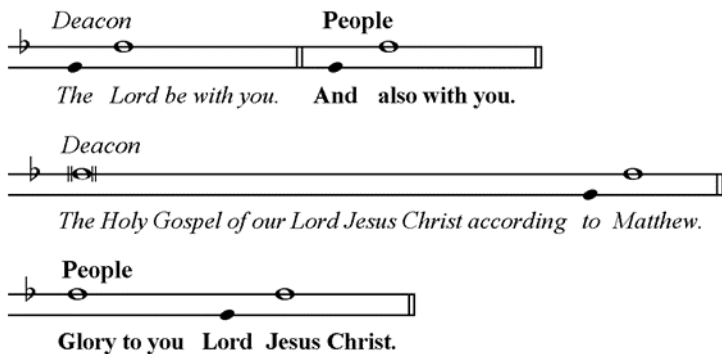 Deacon People
The Lord be with you. And also with you.
Deacon
The Holy Gospel of our Lord Jesus Christ according to Matthew.
People
Glory to you Lord Jesus Christ.